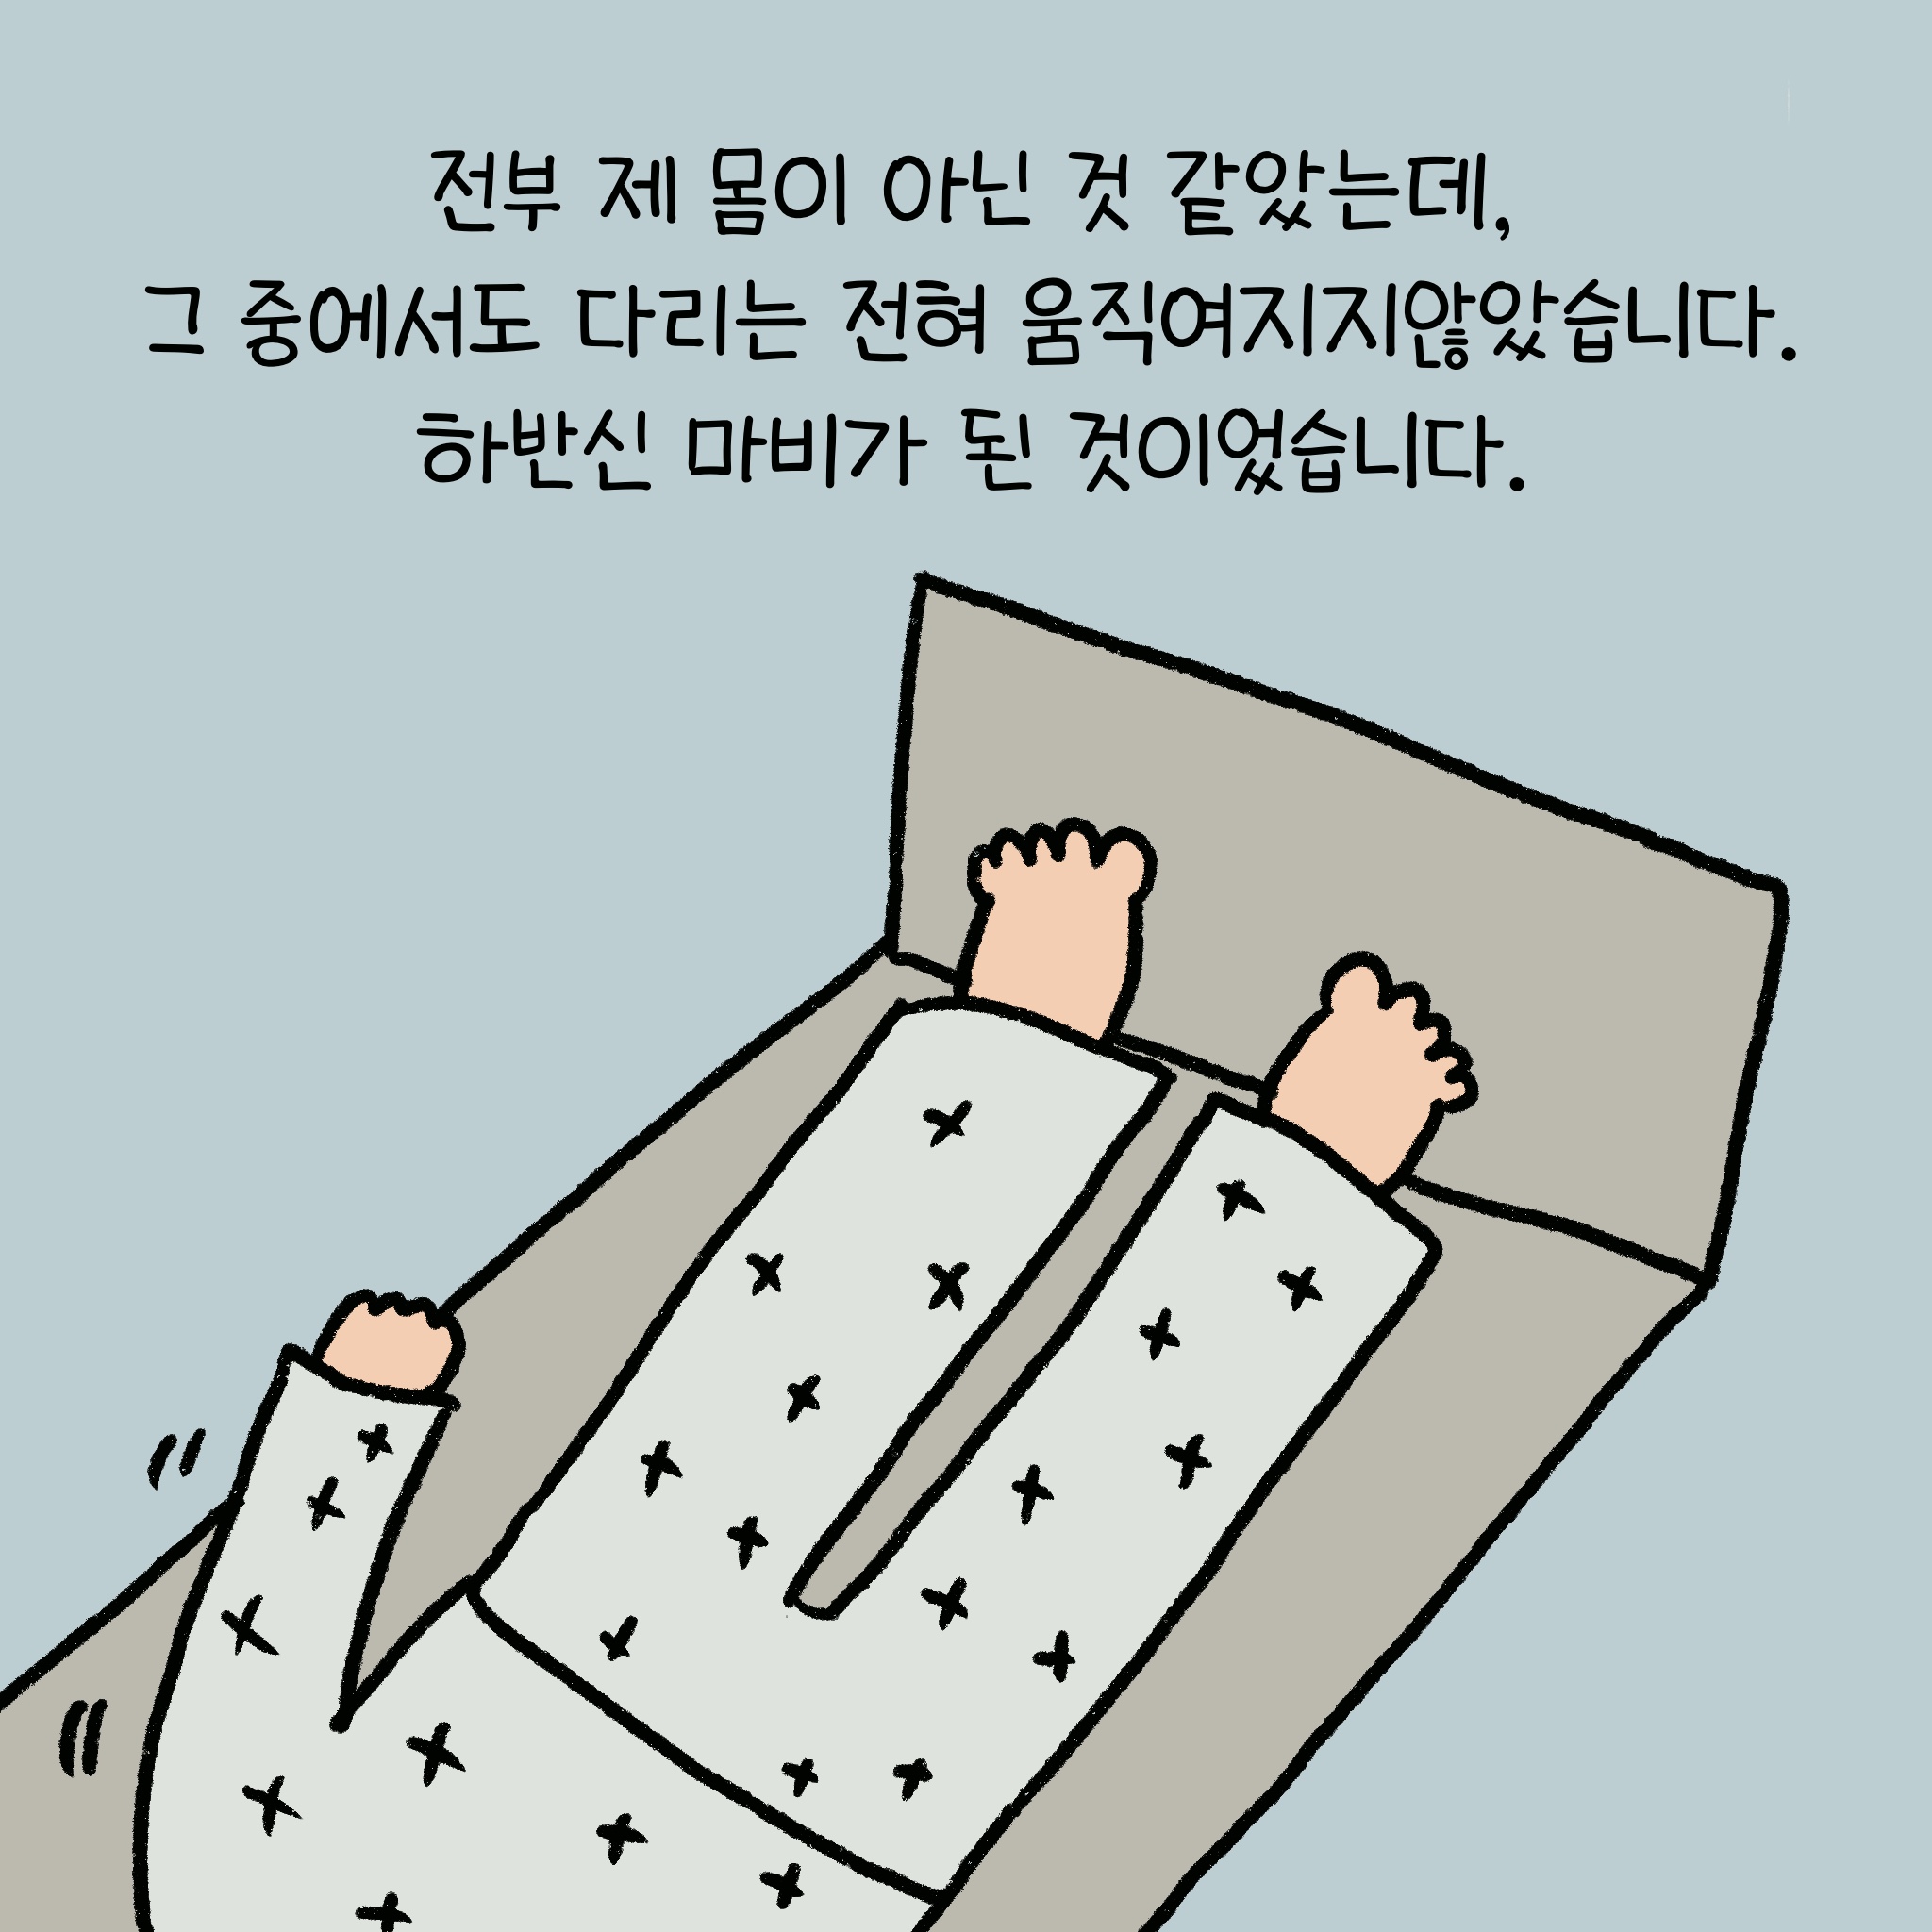 전부 제 몸이 아닌 것 같았는데,
그 중에서도 다리는 전혀 움직여지지않았습니다.
하반신 마비가 된 것이었습니다.